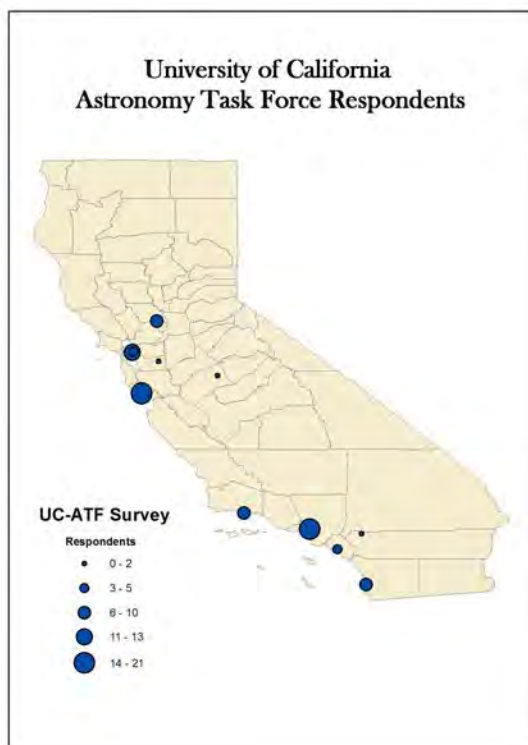 University of California
Astronomy Task Force Respondents
UC-ATF Survey
Respondents
0 - 2
3 - 5
6 - 10
11 - 13
14 - 21